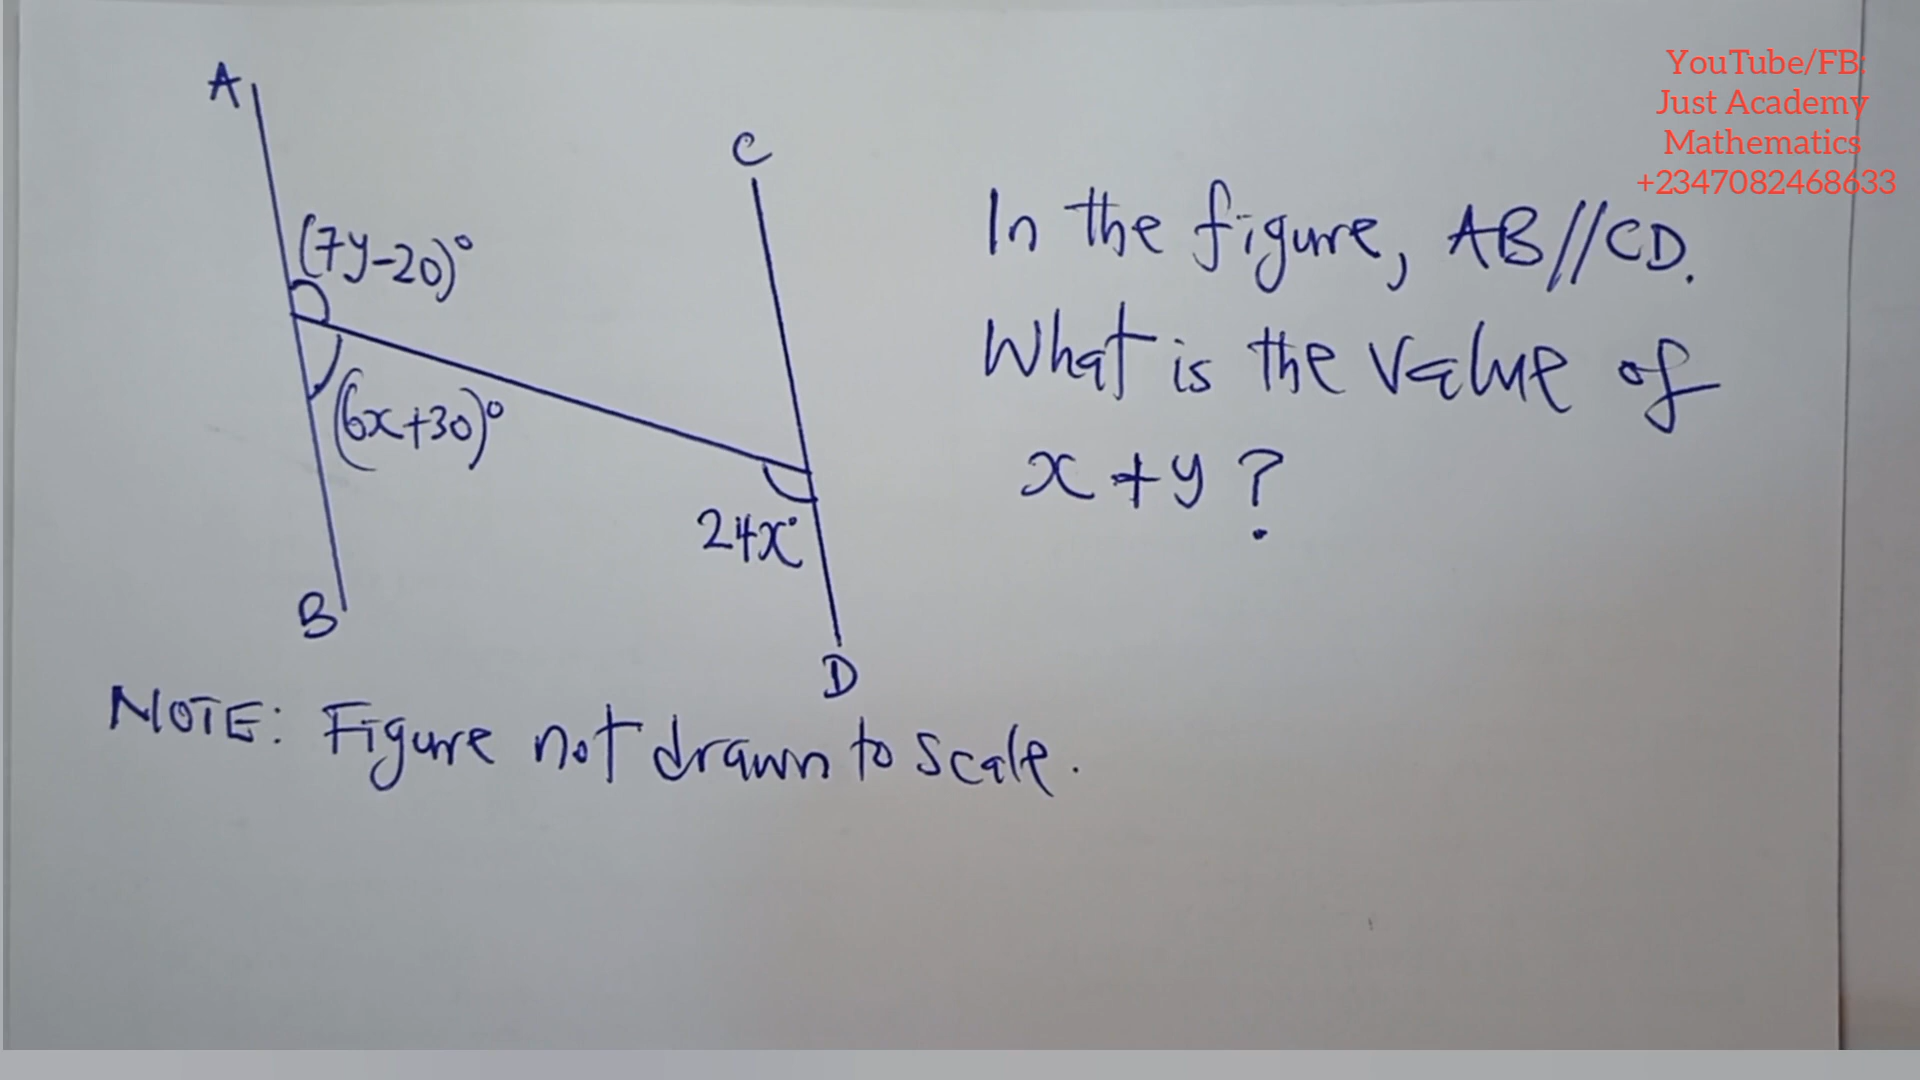 YouTube/FB:
Just Academy
Mathematics
+2347082468633
A
C
(7y-20)°
In the figure, AB//CD.
What is the value of
x + y ?
(6x+30)°
24x°
B
D
NOTE: Figure not drawn to scale.